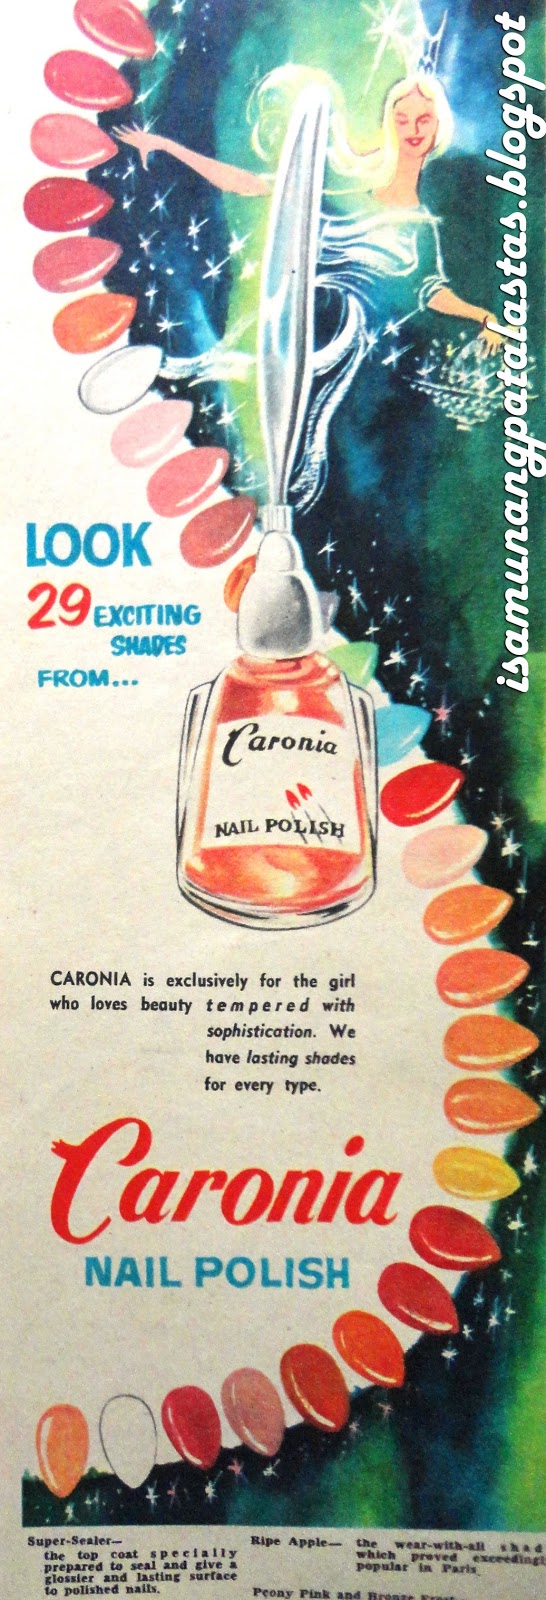 isamunangpatalastas.blogspot
LOOK
29 EXCITING
SHADES
FROM...
Caronia
NAIL POLISH
CARONIA is exclusively for the girl
who loves beauty tempered with
sophistication. We
have lasting shades
for every type.
Caronia
NAIL POLISH
Super-Sealer—
the top coat specially
prepared to seal and give a
glossier and lasting surface
to polished nails.
Ripe Apple— the wear-with-all shad
which proved exceedingl
popular in Paris.
Peony Pink and Bronze